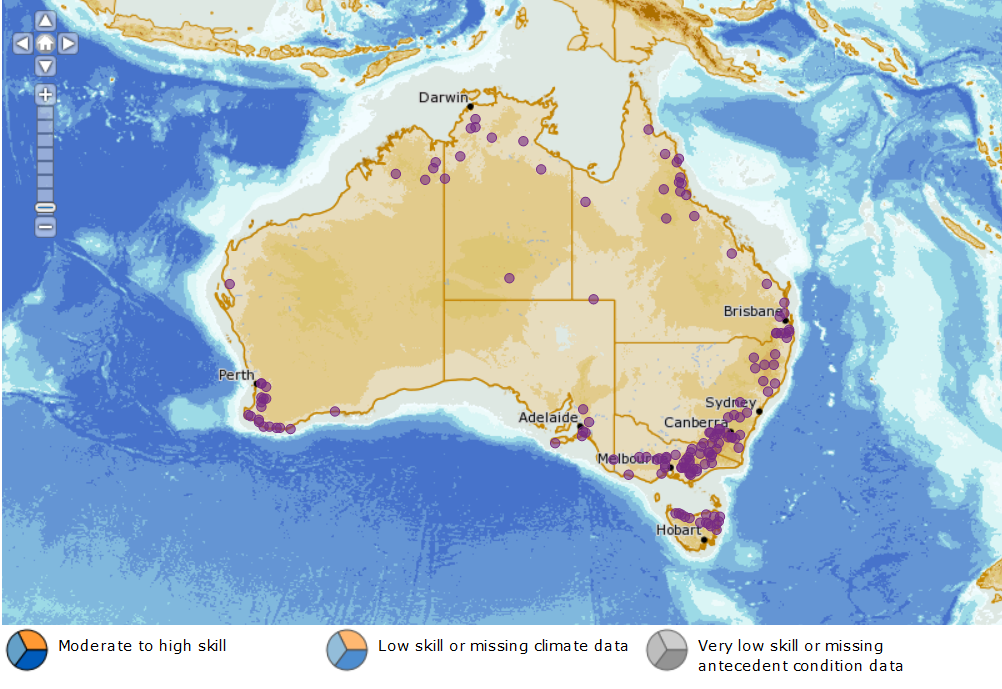 Darwin
Brisbane
Perth
Sydney
Adelaide
Canberra
Melbourne
Hobart
Moderate to high skill
Low skill or missing climate data
Very low skill or missing
antecedent condition data